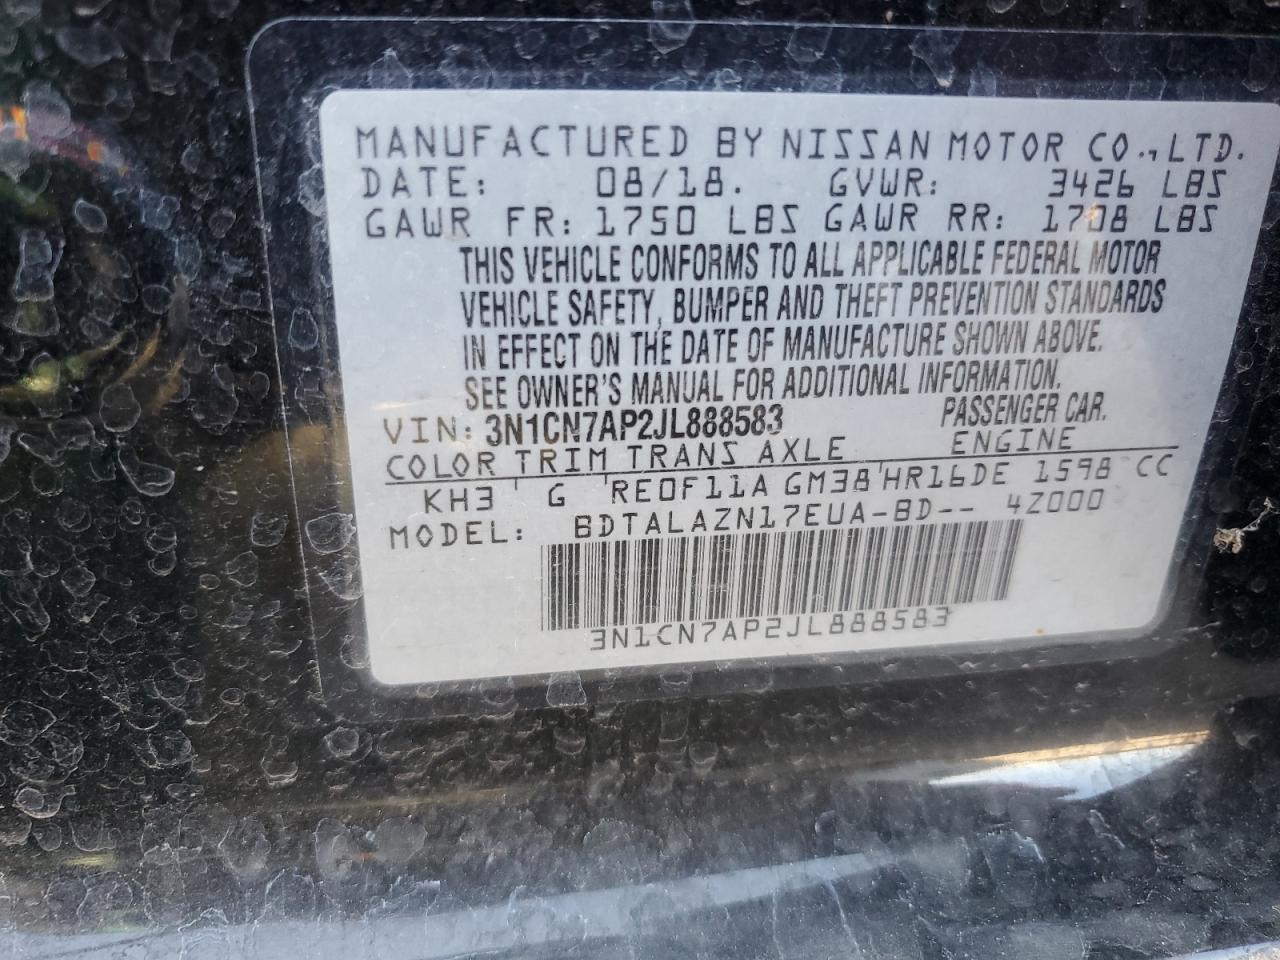 MANUFACTURED BY NISSAN MOTOR CO., LTD.
DATE: 08/18. GVWR: 3426 LBS
GAWR FR: 1750 LBS GAWR RR: 1708 LBS
THIS VEHICLE CONFORMS TO ALL APPLICABLE FEDERAL MOTOR
VEHICLE SAFETY, BUMPER AND THEFT PREVENTION STANDARDS
IN EFFECT ON THE DATE OF MANUFACTURE SHOWN ABOVE.
SEE OWNER'S MANUAL FOR ADDITIONAL INFORMATION.
VIN: 3N1CN7AP2JL888583 PASSENGER CAR.
COLOR TRIM TRANS AXLE ENGINE
KH3 G RE0F11A GM38 HR16DE 1598 CC
MODEL: BDTALAZN17EUA-BD-- 4Z000
3N1CN7AP2JL888583